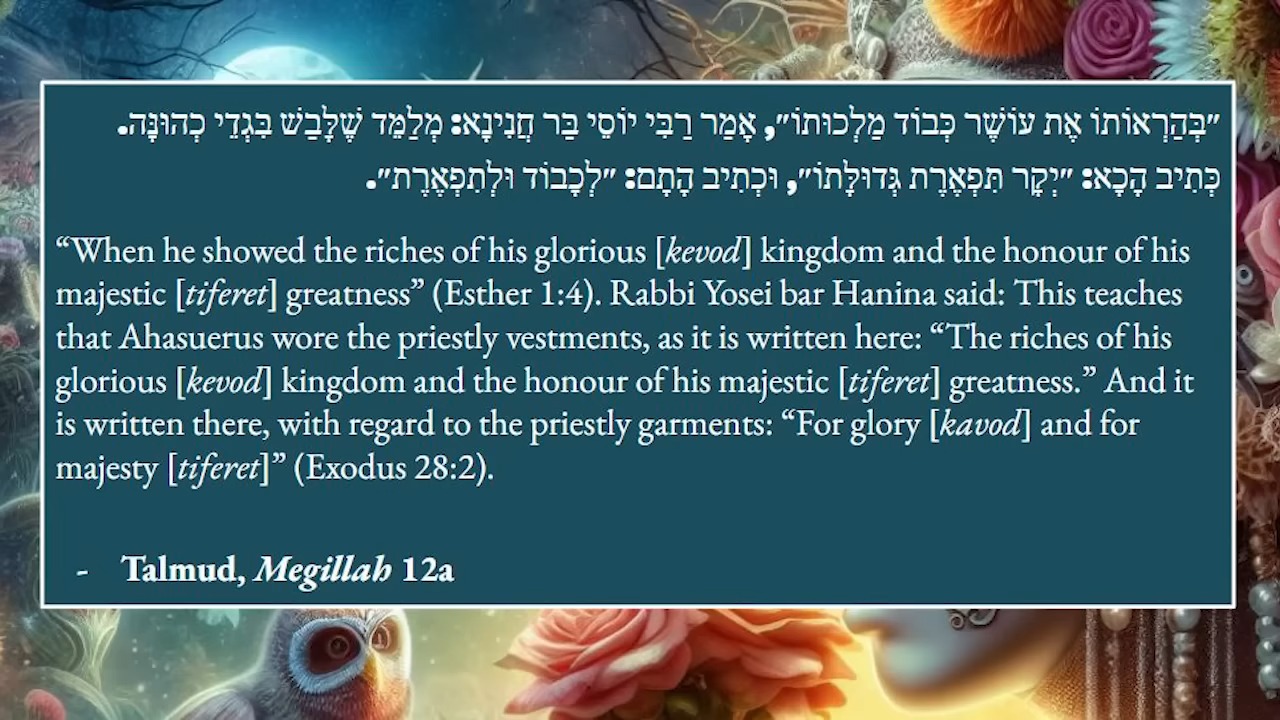 ״בְּהַרְאוֹתוֹ אֶת עוֹשֶׁר כְּבוֹד מַלְכוּתוֹ״, אָמַר רַבִּי יוֹסֵי בַּר חֲנִינָא: מְלַמֵּד שֶׁלָּבַשׁ בִּגְדֵי כְהוּנָּה.
כְּתִיב הָכָא: ״יְקָר תִּפְאֶרֶת גְּדוּלָּתוֹ״, וּכְתִיב הָתָם: ״לְכָבוֹד וּלְתִפְאֶרֶת״.
“When he showed the riches of his glorious [kevod] kingdom and the honour of his
majestic [tiferet] greatness” (Esther 1:4). Rabbi Yosei bar Hanina said: This teaches
that Ahasuerus wore the priestly vestments, as it is written here: “The riches of his
glorious [kevod] kingdom and the honour of his majestic [tiferet] greatness.” And it
is written there, with regard to the priestly garments: “For glory [kavod] and for
majesty [tiferet]” (Exodus 28:2).
- Talmud, Megillah 12a